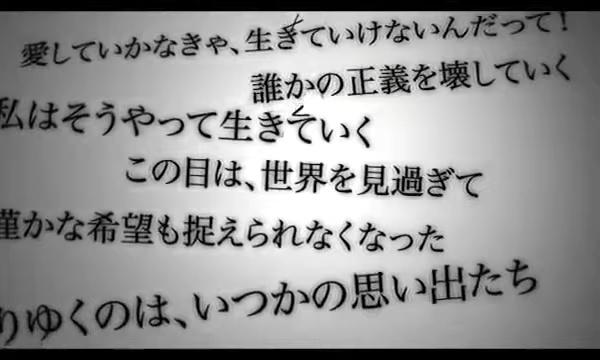 愛していかなきゃ、生きていけないんだって!
誰かの正義を壊していく
私はそうやって生きていく
この目は、世界を見過ぎて
僅かな希望も捉えられなくなった
りゆくのは、いつかの思い出たち